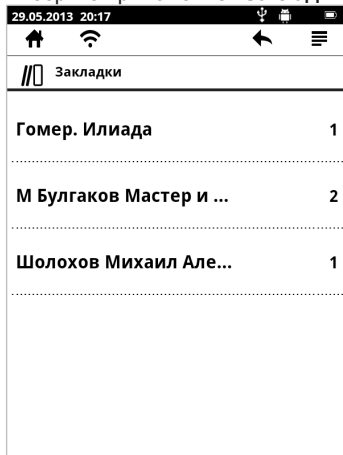 29.05.2013 20:17
Закладки
Гомер. Илиада 1
М Булгаков Мастер и ... 2
Шолохов Михаил Але... 1